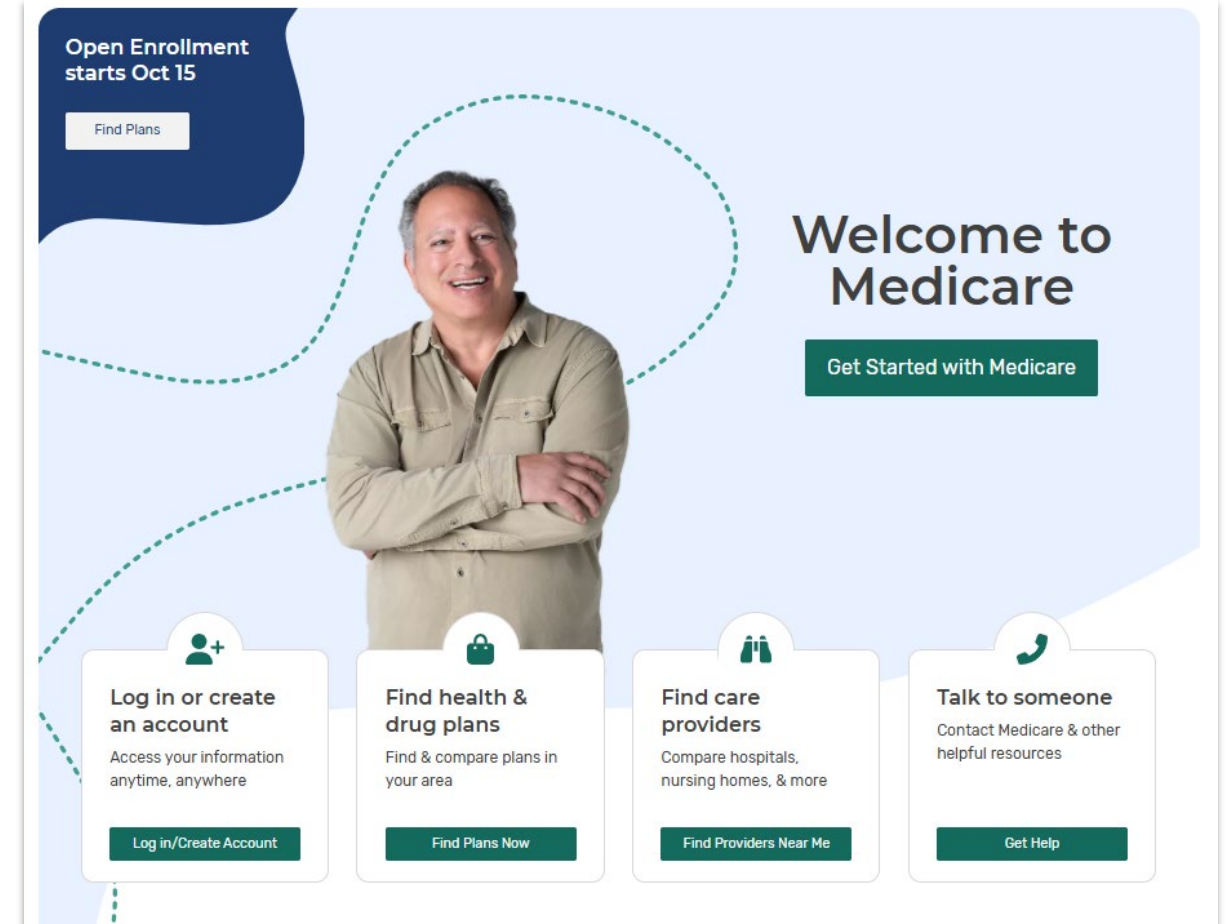 Open Enrollment
starts Oct 15
Find Plans
Welcome to
Medicare
Get Started with Medicare
Log in or create
an account
Access your information
anytime, anywhere
Log in/Create Account
Find health &
drug plans
Find & compare plans in
your area
Find Plans Now
Find care
providers
Compare hospitals,
nursing homes, & more
Find Providers Near Me
Talk to someone
Contact Medicare & other
helpful resources
Get Help